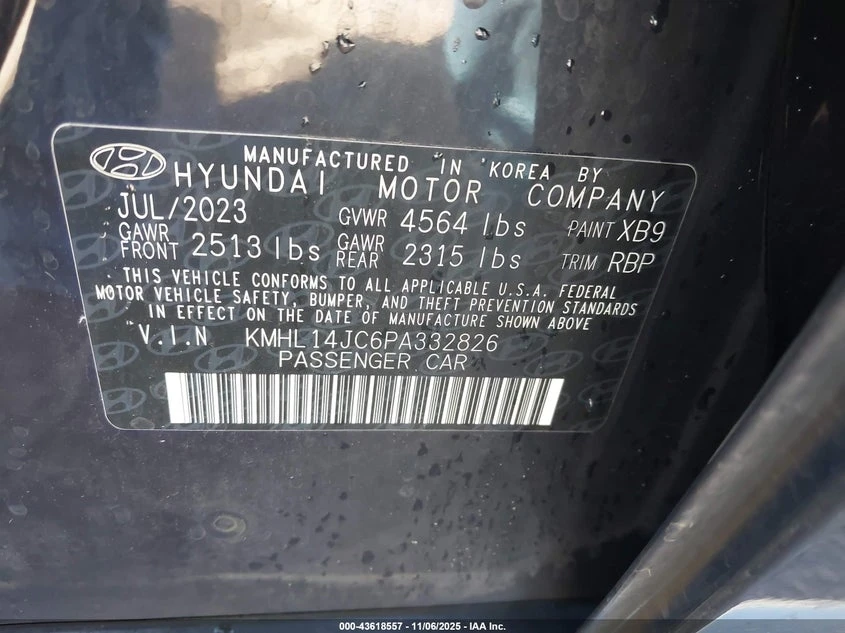 MANUFACTURED IN KOREA BY
HYUNDAI MOTOR COMPANY
JUL/2023 GVWR 4564 lbs PAINT XB9
GAWR FRONT 2513 lbs GAWR REAR 2315 lbs TRIM RBP
THIS VEHICLE CONFORMS TO ALL APPLICABLE U.S.A. FEDERAL
MOTOR VEHICLE SAFETY, BUMPER, AND THEFT PREVENTION STANDARDS
IN EFFECT ON THE DATE OF MANUFACTURE SHOWN ABOVE
V.I.N KMHL14JC6PA332826
PASSENGER CAR
000-43618557 - 11/06/2025 - IAA Inc.